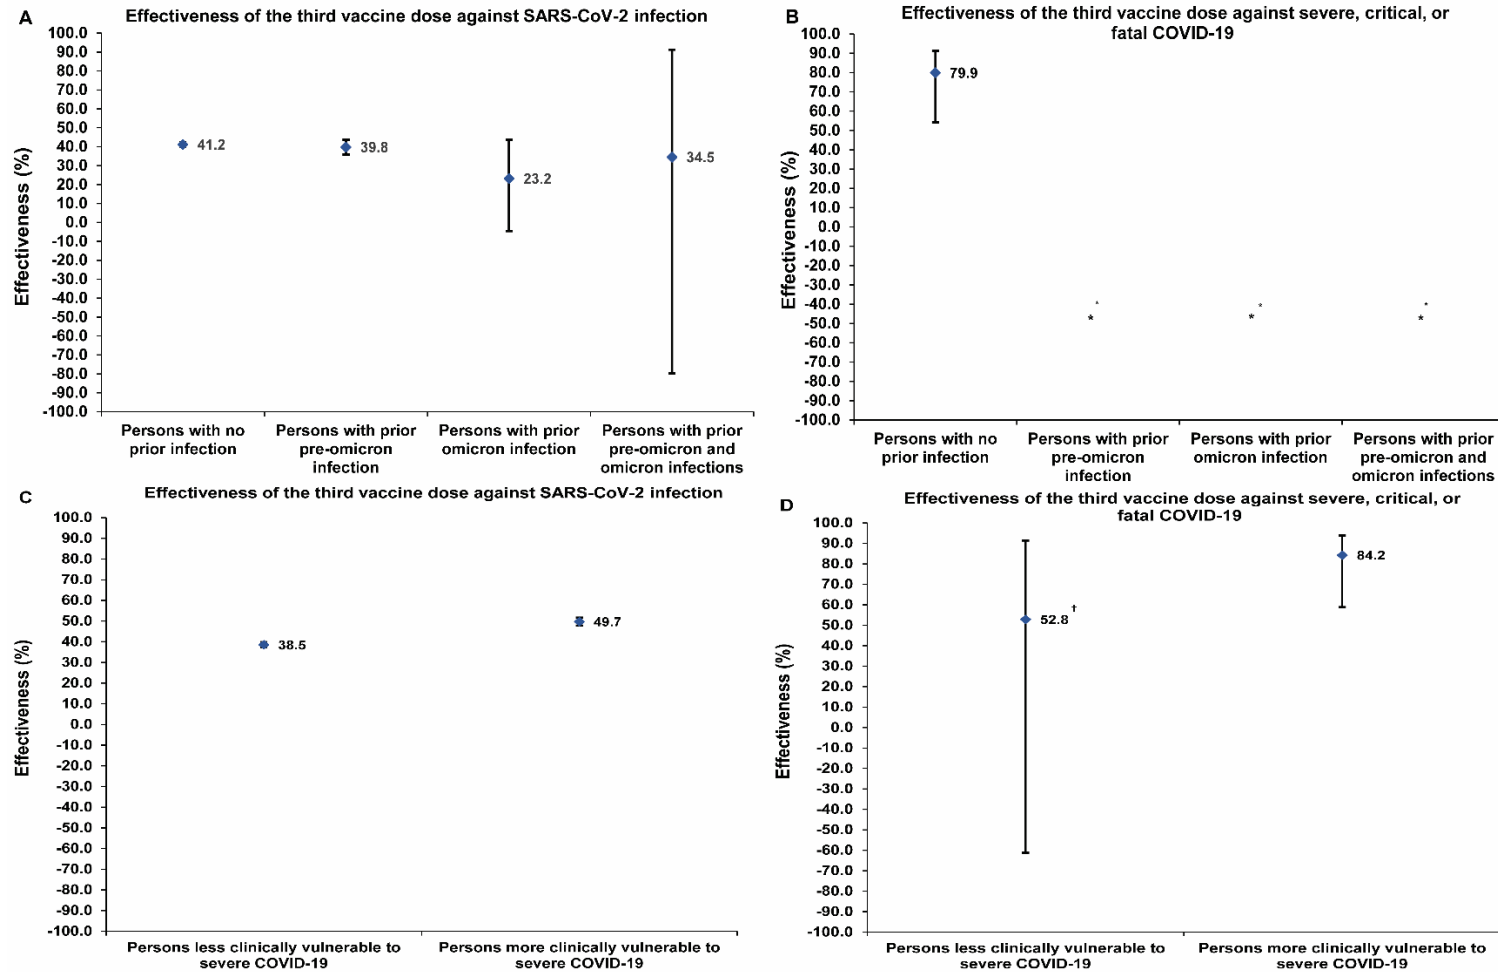 A
Effectiveness of the third vaccine dose against SARS-CoV-2 infection
Effectiveness (%)
100.0
90.0
80.0
70.0
60.0
50.0
40.0
30.0
20.0
10.0
0.0
-10.0
-20.0
-30.0
-40.0
-50.0
-60.0
-70.0
-80.0
-90.0
-100.0
41.2
39.8
23.2
34.5
Persons with no
prior infection
Persons with prior
pre-omicron
infection
Persons with prior
omicron infection
Persons with prior
pre-omicron and
omicron infections
B
Effectiveness of the third vaccine dose against severe, critical, or
fatal COVID-19
Effectiveness (%)
100.0
90.0
80.0
70.0
60.0
50.0
40.0
30.0
20.0
10.0
0.0
-10.0
-20.0
-30.0
-40.0
-50.0
-60.0
-70.0
-80.0
-90.0
-100.0
79.9
* *
* *
* *
Persons with no
prior infection
Persons with prior
pre-omicron
infection
Persons with prior
omicron infection
Persons with prior
pre-omicron and
omicron infections
C
Effectiveness of the third vaccine dose against SARS-CoV-2 infection
Effectiveness (%)
100.0
90.0
80.0
70.0
60.0
50.0
40.0
30.0
20.0
10.0
0.0
-10.0
-20.0
-30.0
-40.0
-50.0
-60.0
-70.0
-80.0
-90.0
-100.0
38.5
49.7
Persons less clinically vulnerable to
severe COVID-19
Persons more clinically vulnerable to
severe COVID-19
D
Effectiveness of the third vaccine dose against severe, critical, or
fatal COVID-19
Effectiveness (%)
100.0
90.0
80.0
70.0
60.0
50.0
40.0
30.0
20.0
10.0
0.0
-10.0
-20.0
-30.0
-40.0
-50.0
-60.0
-70.0
-80.0
-90.0
-100.0
52.8†
84.2
Persons less clinically vulnerable to
severe COVID-19
Persons more clinically vulnerable to
severe COVID-19